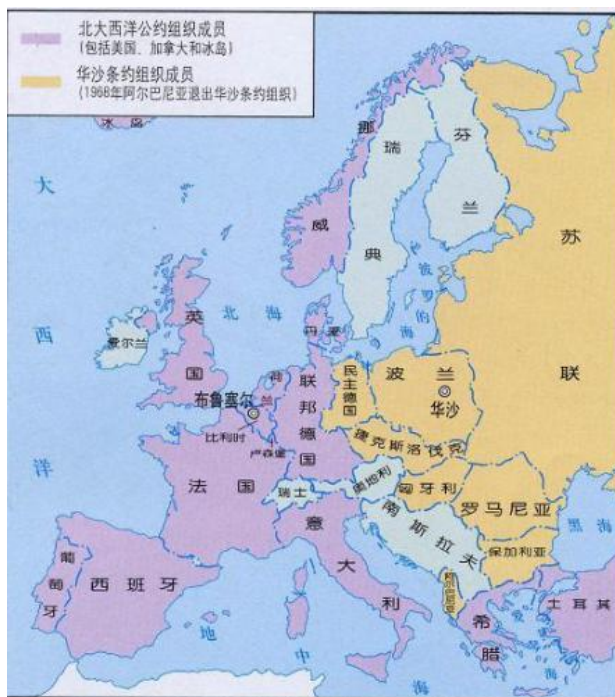 北大西洋公约组织成员
(包括美国、加拿大和冰岛)
华沙条约组织成员
(1968年阿尔巴尼亚退出华沙条约组织)
冰岛
大西洋
挪威
瑞典
芬兰
苏联
波罗的海
北海
英国
爱尔兰
丹麦
荷兰
布鲁塞尔
比利时
卢森堡
联邦德国
民主德国
波兰
华沙
捷克斯洛伐克
法国
瑞士
奥地利
匈牙利
罗马尼亚
南斯拉夫
保加利亚
黑海
阿尔巴尼亚
意大利
葡萄牙
西班牙
希腊
土耳其
地中海